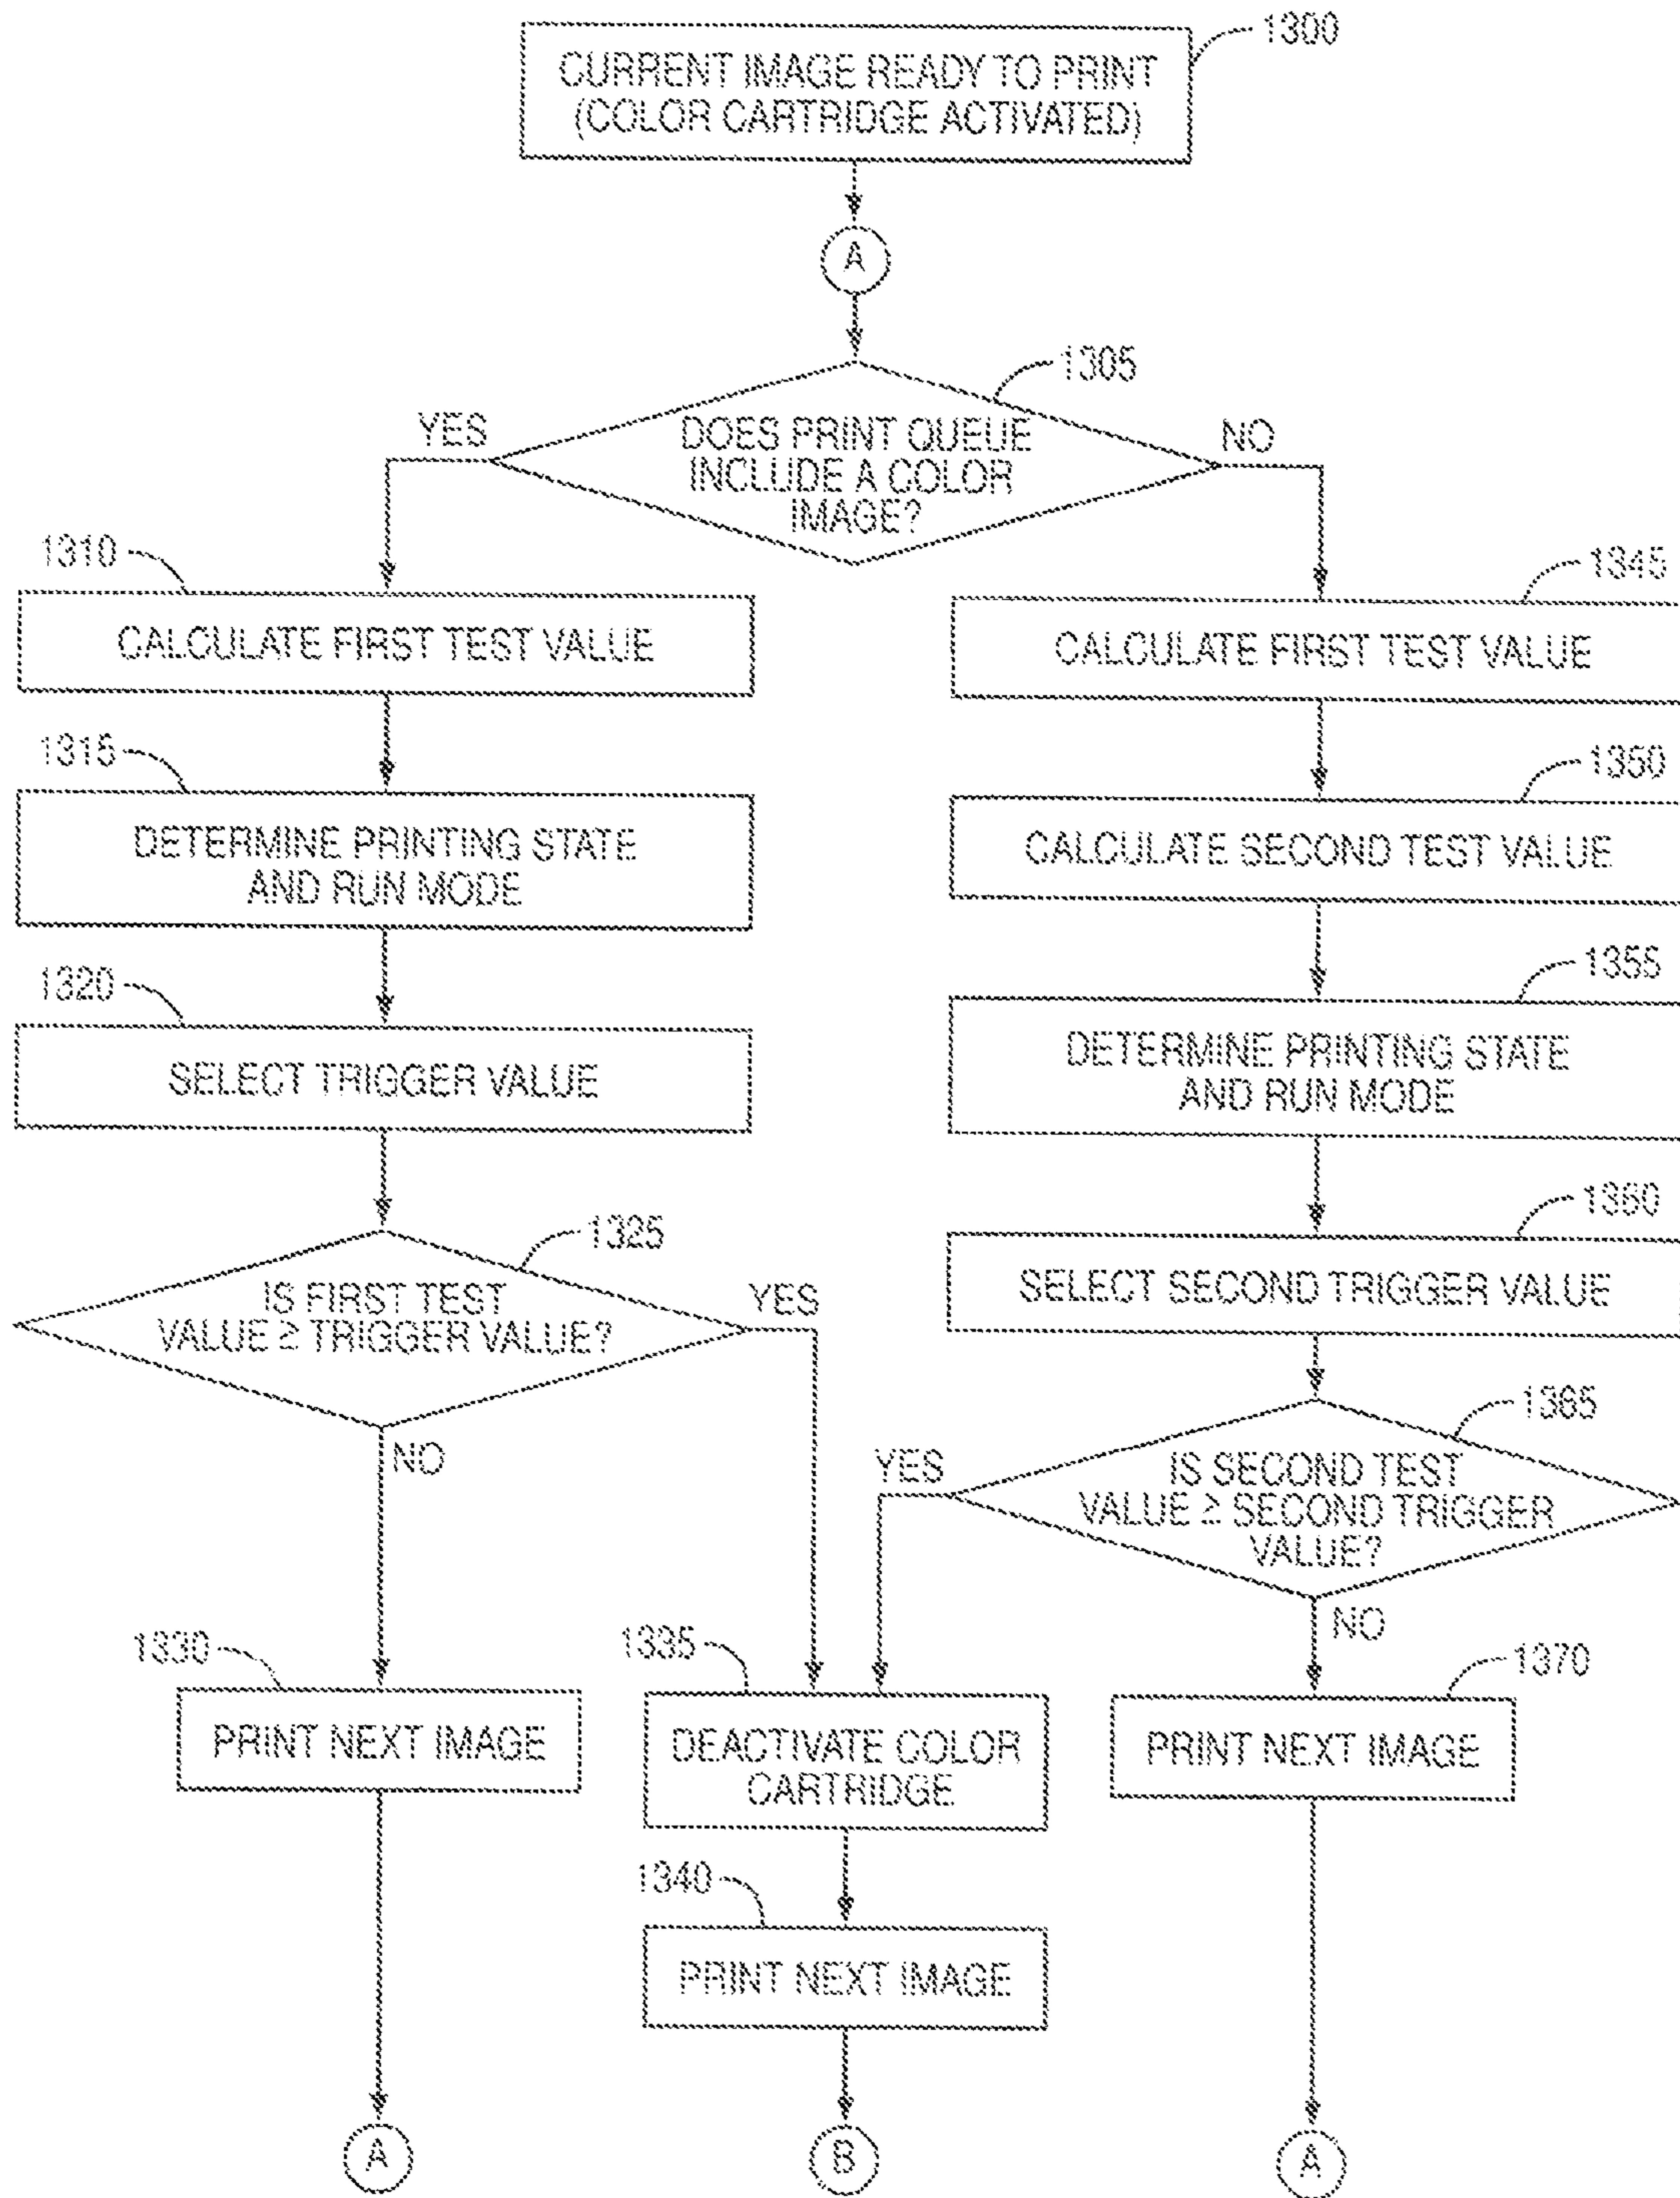 1300
CURRENT IMAGE READY TO PRINT
(COLOR CARTRIDGE ACTIVATED)
A
1305
DOES PRINT QUEUE
INCLUDE A COLOR
IMAGE?
YES
NO
1310
CALCULATE FIRST TEST VALUE
1315
DETERMINE PRINTING STATE
AND RUN MODE
1320
SELECT TRIGGER VALUE
1325
IS FIRST TEST
VALUE ≥ TRIGGER VALUE?
YES
NO
1330
PRINT NEXT IMAGE
A
1345
CALCULATE FIRST TEST VALUE
1350
CALCULATE SECOND TEST VALUE
1355
DETERMINE PRINTING STATE
AND RUN MODE
1360
SELECT SECOND TRIGGER VALUE
1365
IS SECOND TEST
VALUE ≥ SECOND TRIGGER
VALUE?
YES
NO
1335
DEACTIVATE COLOR
CARTRIDGE
1340
PRINT NEXT IMAGE
B
1370
PRINT NEXT IMAGE
A